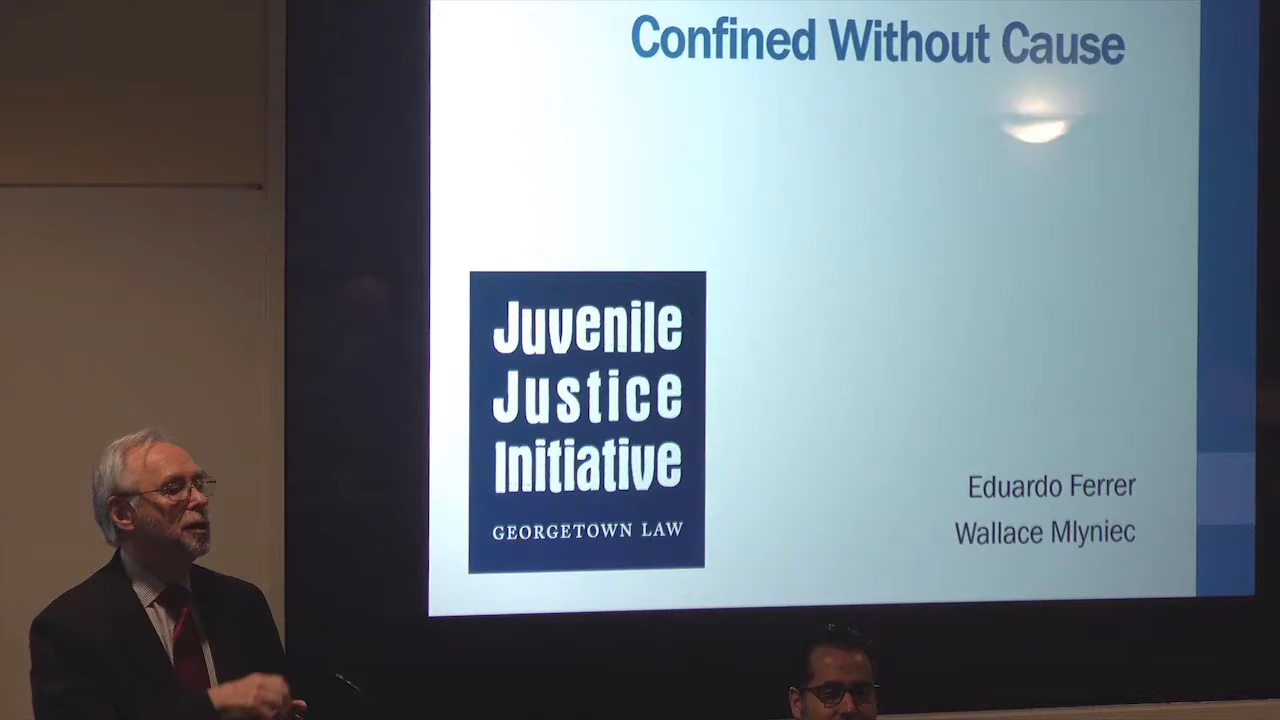 Confined Without Cause
Juvenile
Justice
Initiative
GEORGETOWN LAW
Eduardo Ferrer
Wallace Mlyniec